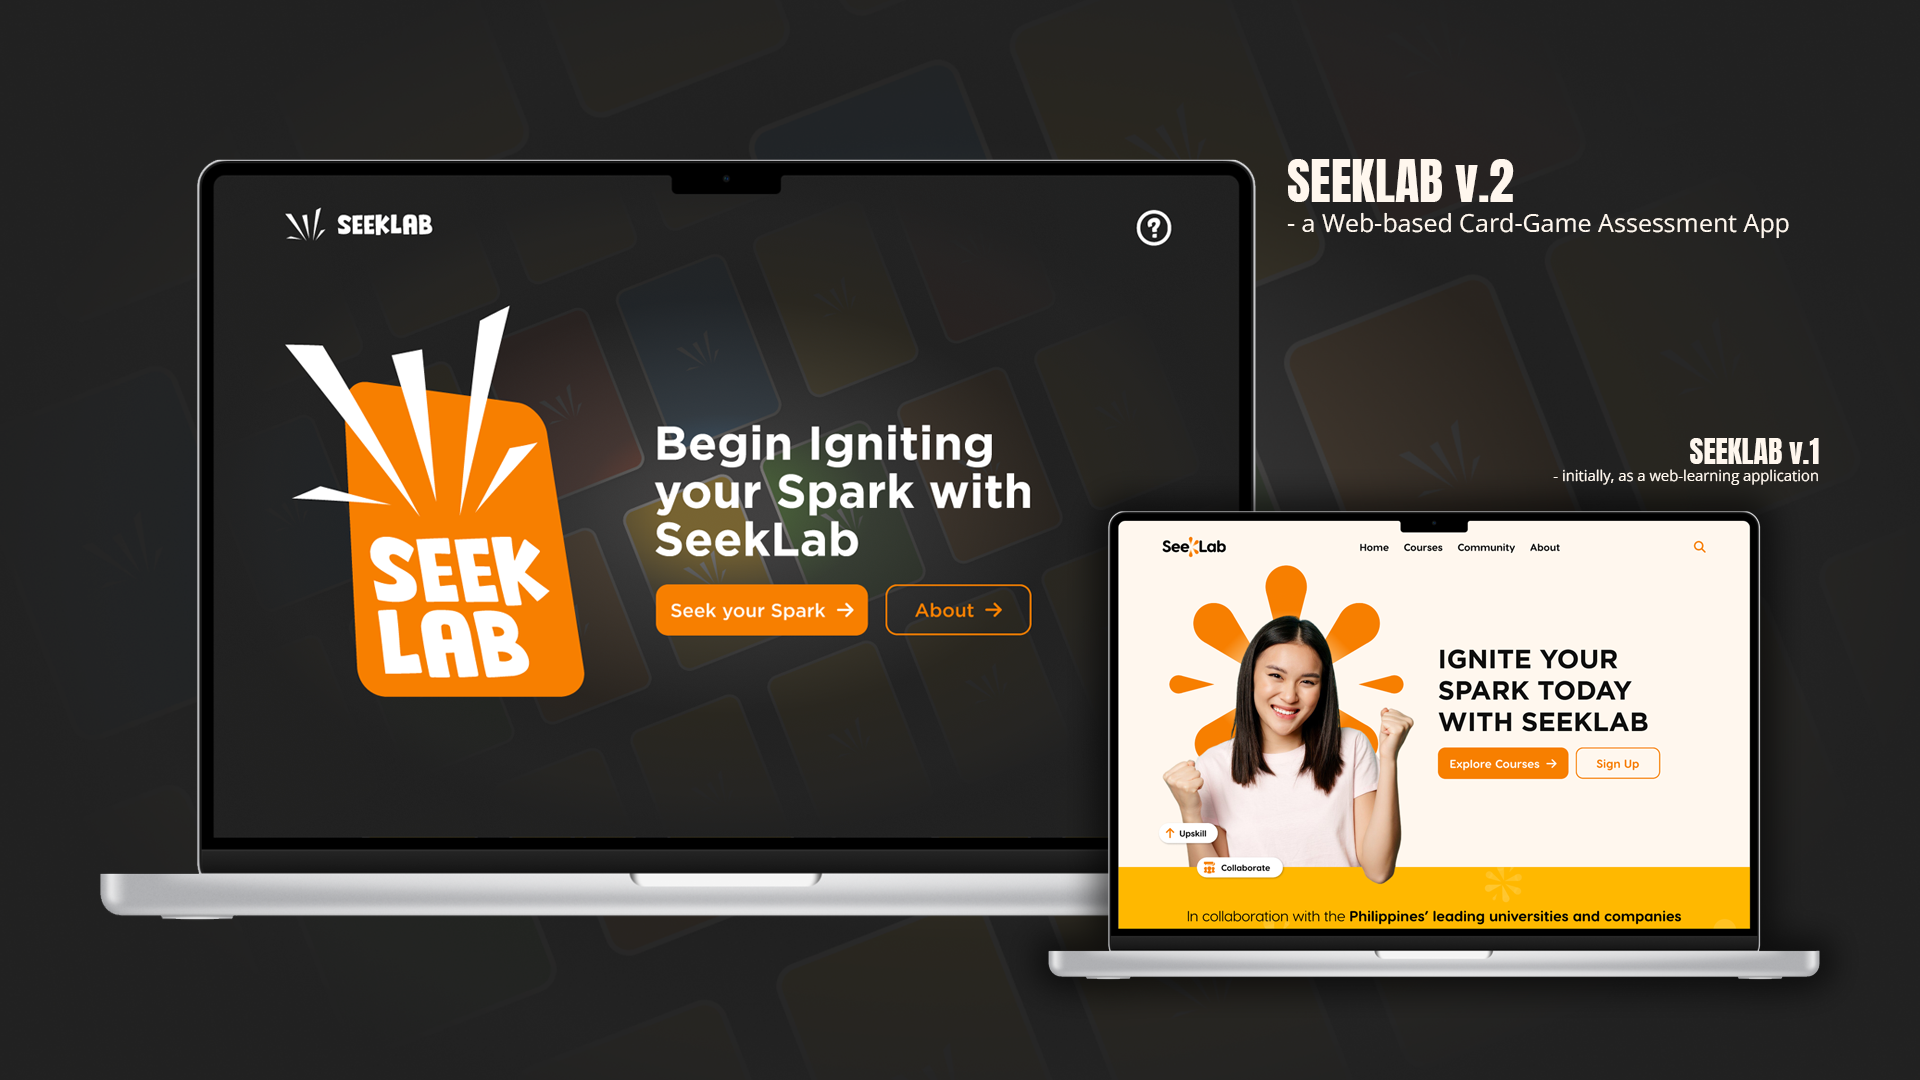 SEEKLAB v.2
- a Web-based Card-Game Assessment App
SEEKLAB
?
SEEK
LAB
Begin Igniting
your Spark with
SeekLab
Seek your Spark →
About →
SEEKLAB v.1
- initially, as a web-learning application
SeekLab
Home Courses Community About
IGNITE YOUR
SPARK TODAY
WITH SEEKLAB
Explore Courses →
Sign Up
Upskill
Collaborate
In collaboration with the Philippines’ leading universities and companies